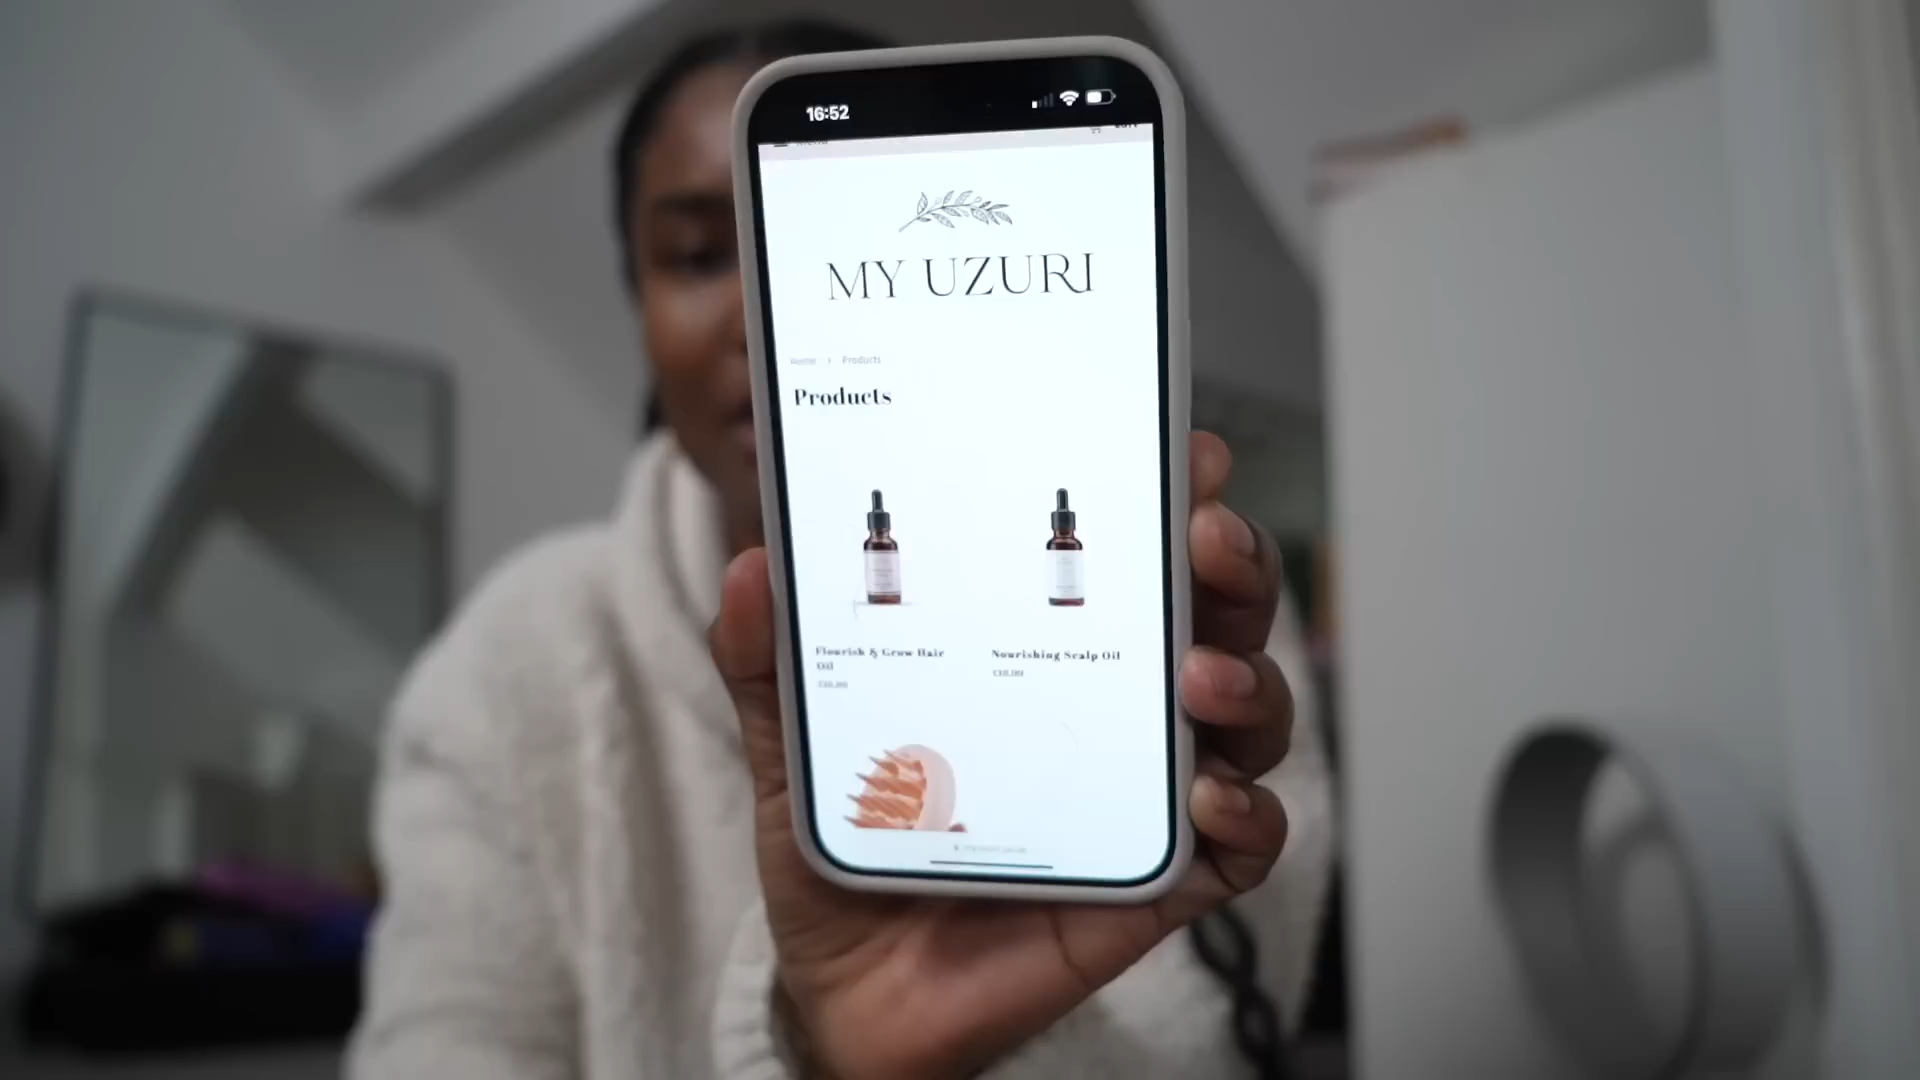 16:52
MY UZURI
Home > Products
Products
Flourish & Grow Hair
Oil
Nourishing Scalp Oil